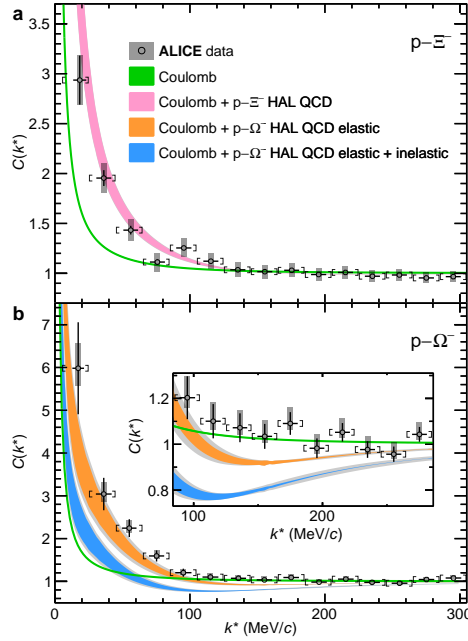 a
p–Ξ⁻
ALICE data
Coulomb
Coulomb + p–Ξ⁻ HAL QCD
Coulomb + p–Ω⁻ HAL QCD elastic
Coulomb + p–Ω⁻ HAL QCD elastic + inelastic
C(k*)
3.5
3
2.5
2
1.5
1
b
p–Ω⁻
C(k*)
7
6
5
4
3
2
1
C(k*)
1.2
1
0.8
100
200
k* (MeV/c)
0
100
200
300
k* (MeV/c)